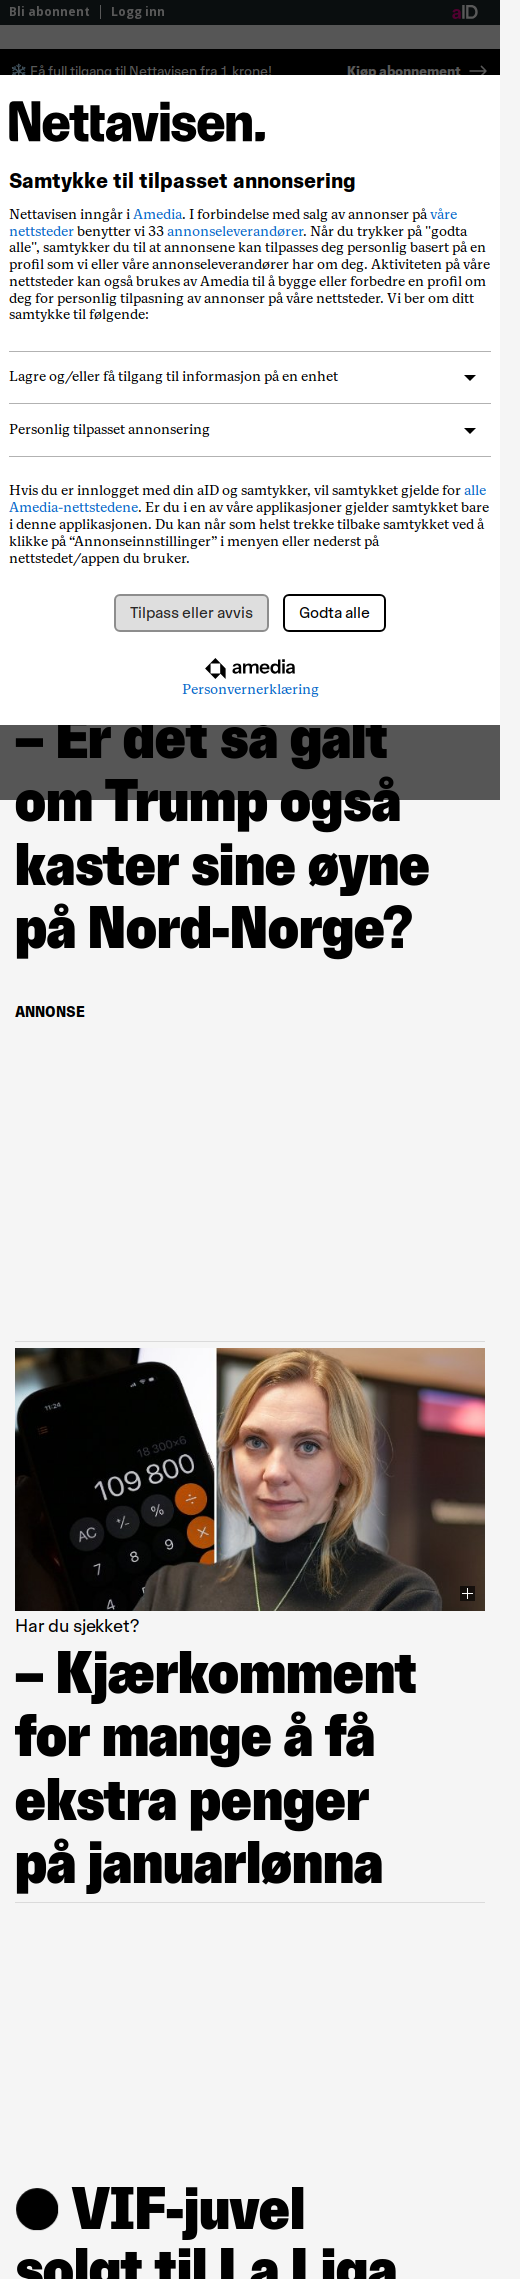 Bli abonnent | Logg inn
aID
Få full tilgang til Nettavisen fra 1 krone! Kjøp abonnement →
Nettavisen.
Samtykke til tilpasset annonsering
Nettavisen inngår i Amedia. I forbindelse med salg av annonser på våre
nettsteder benytter vi 33 annonseleverandører. Når du trykker på "godta
alle", samtykker du til at annonsene kan tilpasses deg personlig basert på en
profil som vi eller våre annonseleverandører har om deg. Aktiviteten på våre
nettsteder kan også brukes av Amedia til å bygge eller forbedre en profil om
deg for personlig tilpasning av annonser på våre nettsteder. Vi ber om ditt
samtykke til følgende:
Lagre og/eller få tilgang til informasjon på en enhet
Personlig tilpasset annonsering
Hvis du er innlogget med din aID og samtykker, vil samtykket gjelde for alle
Amedia-nettstedene. Er du i en av våre applikasjoner gjelder samtykket bare
i denne applikasjonen. Du kan når som helst trekke tilbake samtykket ved å
klikke på “Annonseinnstillinger” i menyen eller nederst på
nettstedet/appen du bruker.
Tilpass eller avvis
Godta alle
amedia
Personvernerklæring
– Er det så galt
om Trump også
kaster sine øyne
på Nord-Norge?
ANNONSE
11:24
18 300×6
109 800
AC +/- % ÷
7 8 9 ×
4
Har du sjekket?
– Kjærkomment
for mange å få
ekstra penger
på januarlønna
● VIF-juvel
solgt til La Liga